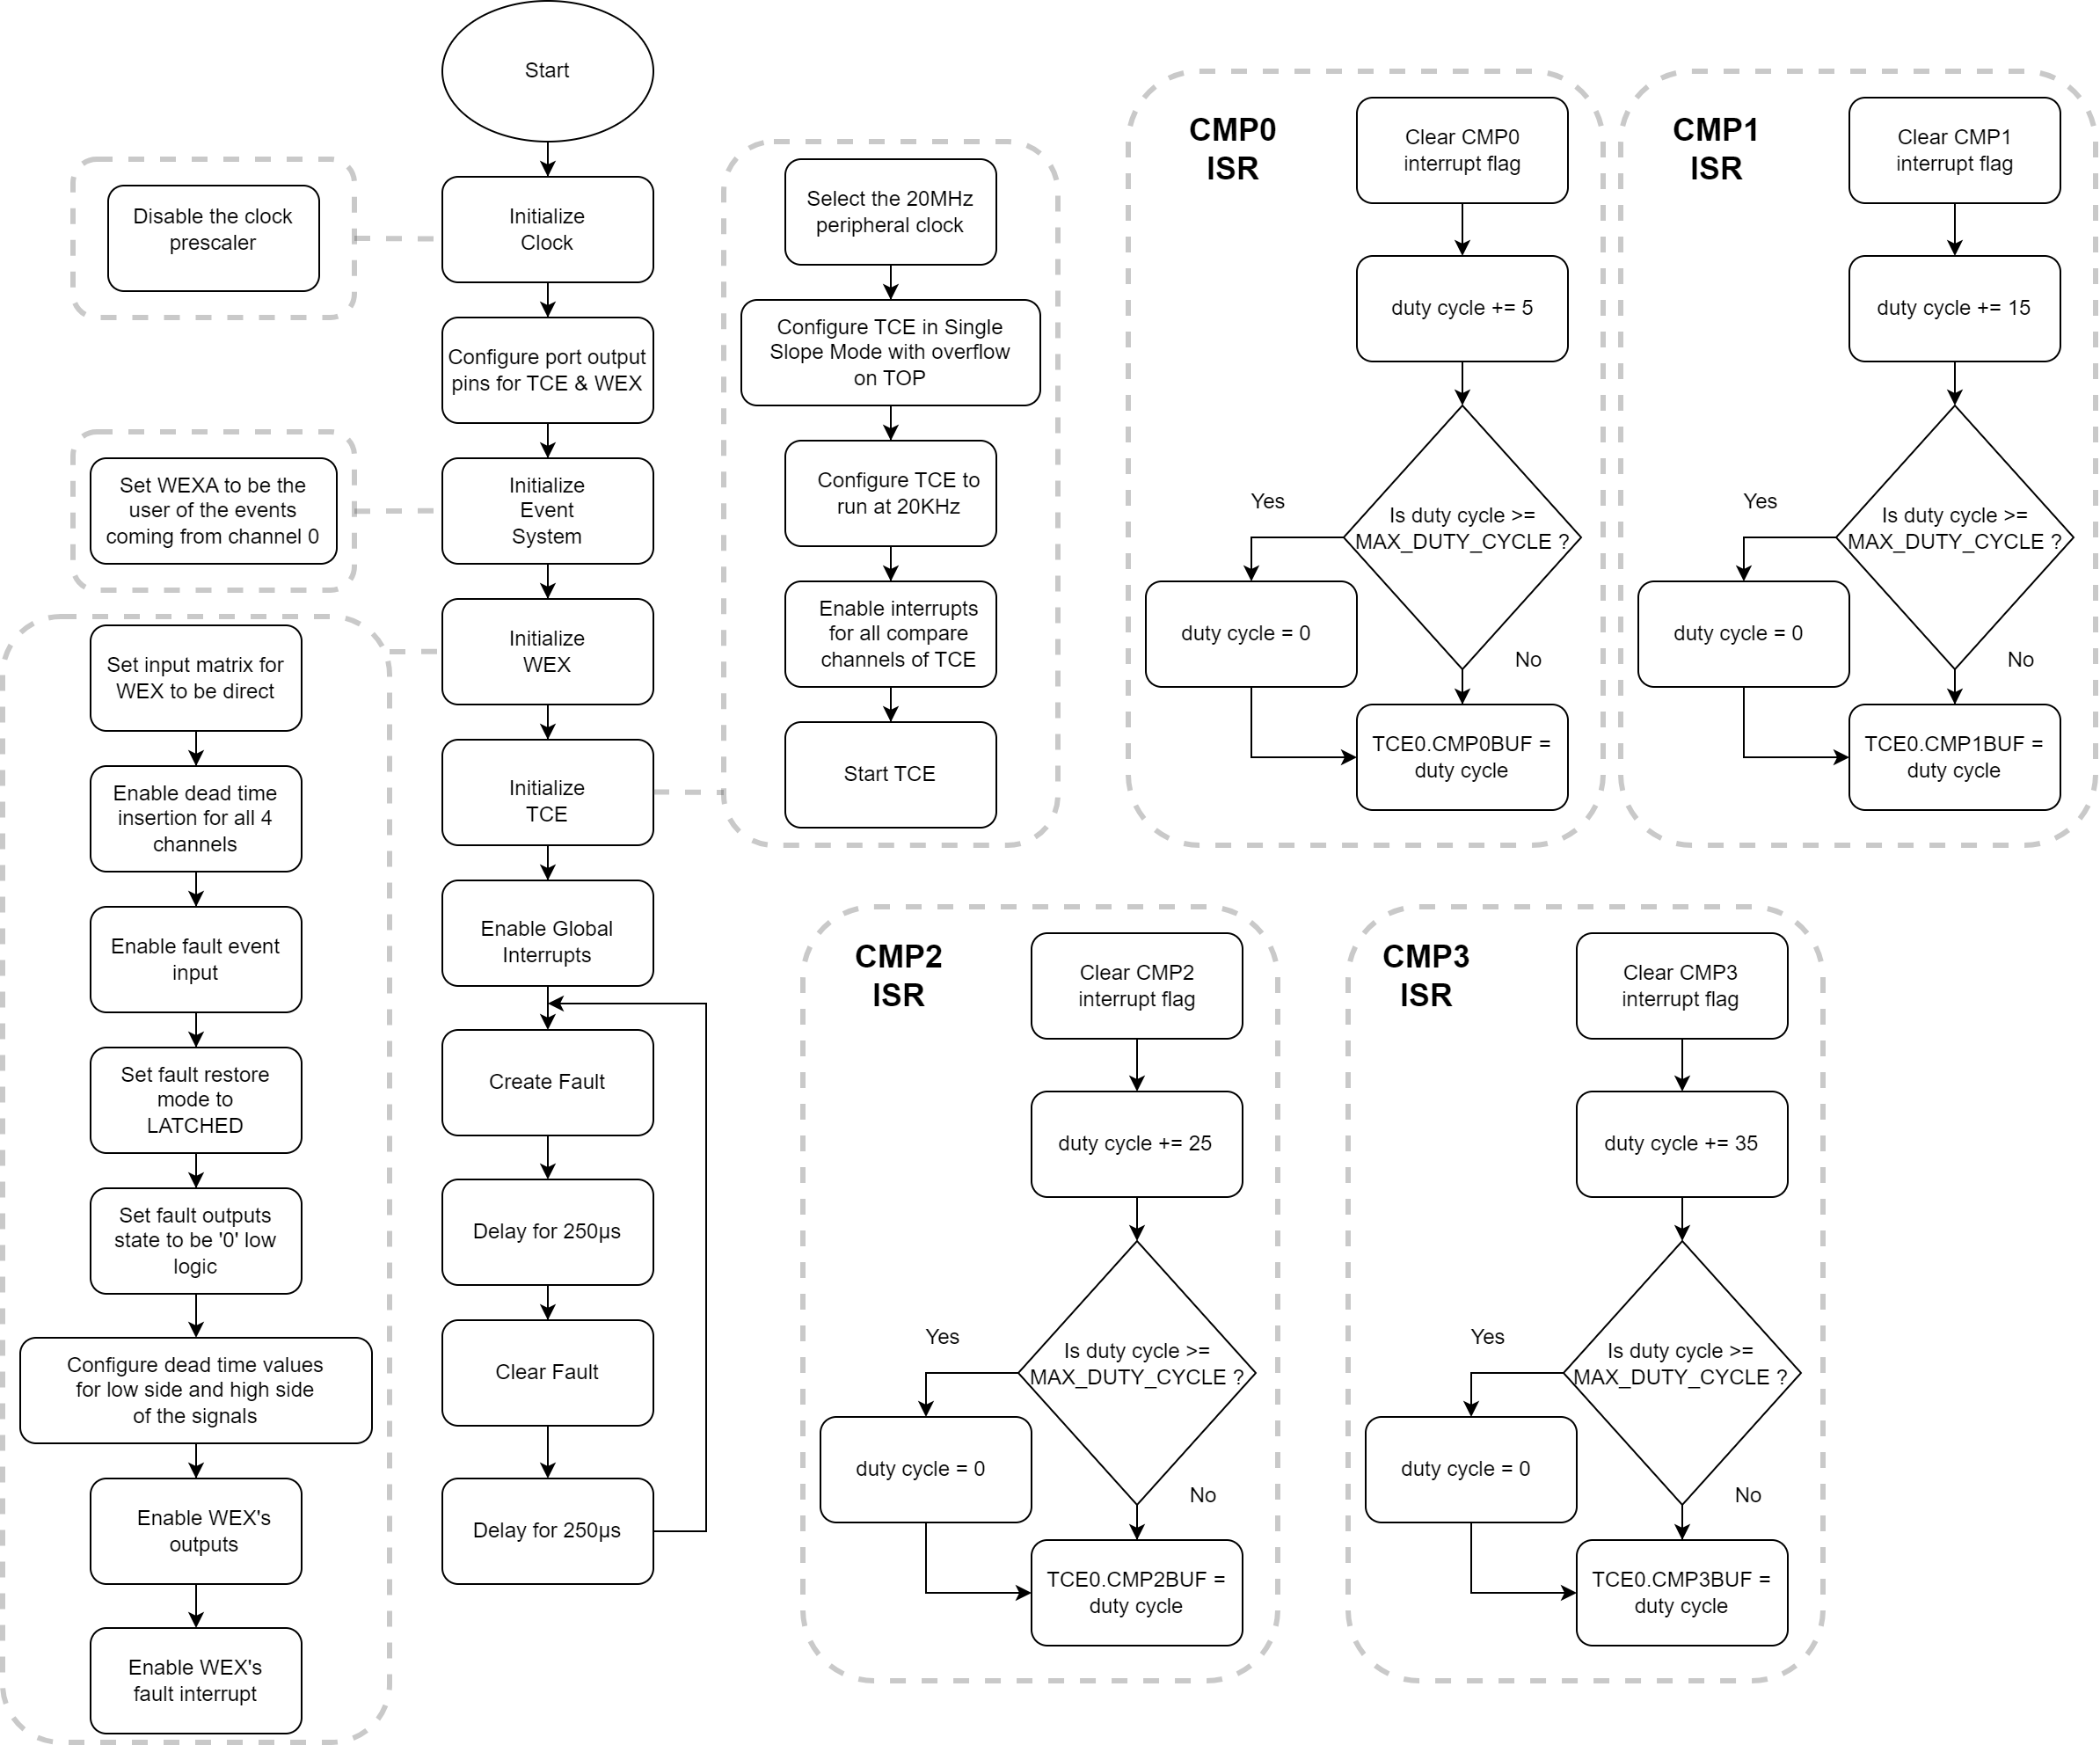 Start
Initialize
Clock
Configure port output
pins for TCE & WEX
Initialize
Event
System
Initialize
WEX
Initialize
TCE
Enable Global
Interrupts
Create Fault
Delay for 250µs
Clear Fault
Delay for 250µs
Disable the clock
prescaler
Set WEXA to be the
user of the events
coming from channel 0
Set input matrix for
WEX to be direct
Enable dead time
insertion for all 4
channels
Enable fault event
input
Set fault restore
mode to
LATCHED
Set fault outputs
state to be '0' low
logic
Configure dead time values
for low side and high side
of the signals
Enable WEX's
outputs
Enable WEX's
fault interrupt
Select the 20MHz
peripheral clock
Configure TCE in Single
Slope Mode with overflow
on TOP
Configure TCE to
run at 20KHz
Enable interrupts
for all compare
channels of TCE
Start TCE
CMP0
ISR
Clear CMP0
interrupt flag
duty cycle += 5
Is duty cycle >=
MAX_DUTY_CYCLE ?
Yes
duty cycle = 0
No
TCE0.CMP0BUF =
duty cycle
CMP1
ISR
Clear CMP1
interrupt flag
duty cycle += 15
Is duty cycle >=
MAX_DUTY_CYCLE ?
Yes
duty cycle = 0
No
TCE0.CMP1BUF =
duty cycle
CMP2
ISR
Clear CMP2
interrupt flag
duty cycle += 25
Is duty cycle >=
MAX_DUTY_CYCLE ?
Yes
duty cycle = 0
No
TCE0.CMP2BUF =
duty cycle
CMP3
ISR
Clear CMP3
interrupt flag
duty cycle += 35
Is duty cycle >=
MAX_DUTY_CYCLE ?
Yes
duty cycle = 0
No
TCE0.CMP3BUF =
duty cycle